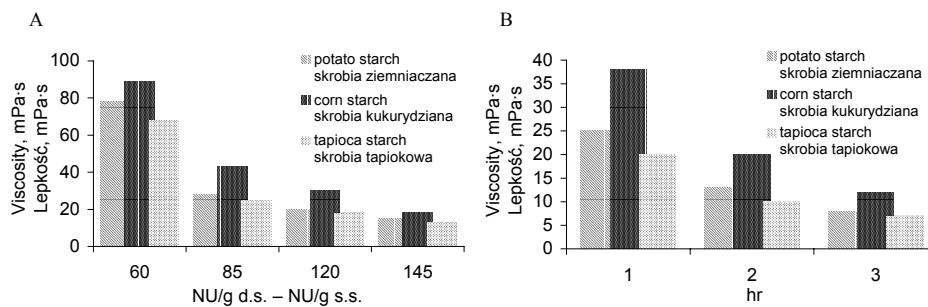 A
Viscosity, mPa·s
Lepkość, mPa·s
100
80
60
40
20
0
potato starch
skrobia ziemniaczana
corn starch
skrobia kukurydziana
tapioca starch
skrobia tapiokowa
60 85 120 145
NU/g d.s. – NU/g s.s.
B
Viscosity, mPa·s
Lepkość, mPa·s
40
35
30
25
20
15
10
5
0
potato starch
skrobia ziemniaczana
corn starch
skrobia kukurydziana
tapioca starch
skrobia tapiokowa
1 2 3
hr